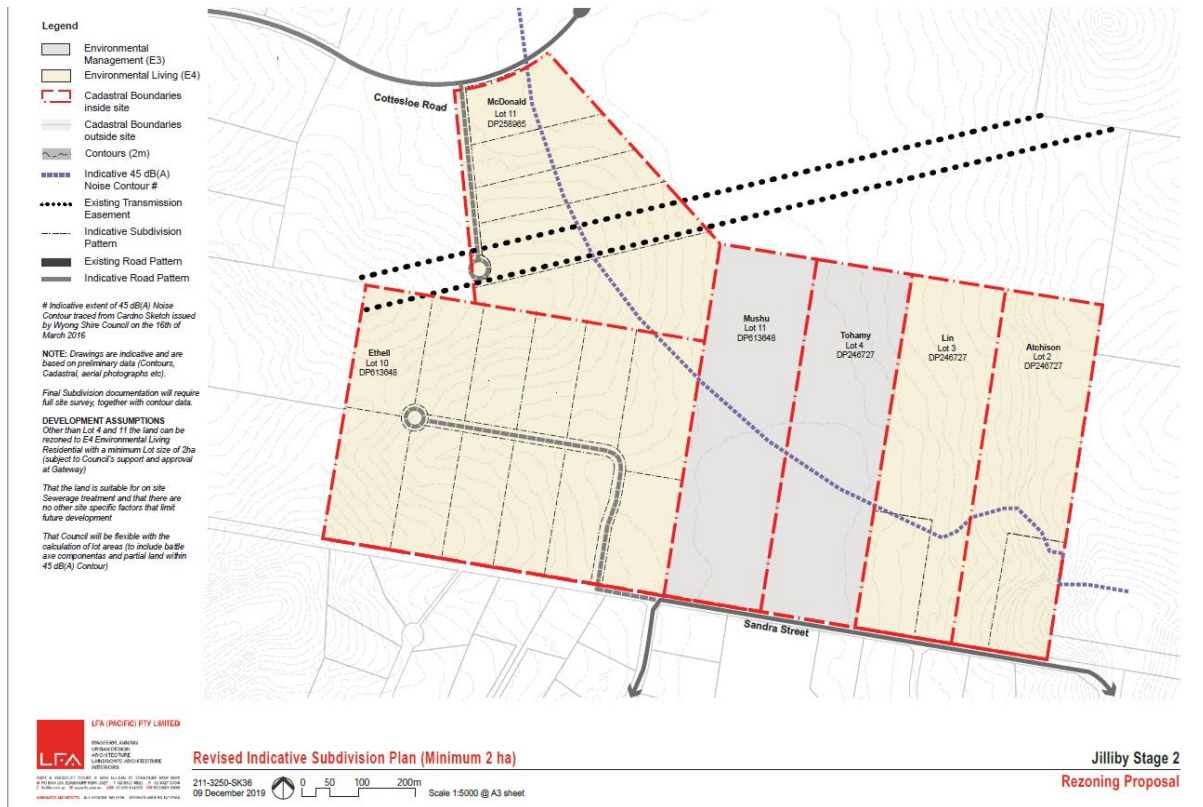 Legend
Environmental
Management (E3)
Environmental Living (E4)
Cadastral Boundaries
inside site
Cadastral Boundaries
outside site
Contours (2m)
Indicative 45 dB(A)
Noise Contour #
Existing Transmission
Easement
Indicative Subdivision
Pattern
Existing Road Pattern
Indicative Road Pattern
# Indicative extent of 45 dB(A) Noise
Contour traced from Cardno Sketch issued
by Wyong Shire Council on the 16th of
March 2016
NOTE: Drawings are indicative and are
based on preliminary data (Contours,
Cadastral, aerial photographs etc).
Final Subdivision documentation will require
full site survey, together with contour data.
DEVELOPMENT ASSUMPTIONS
Other than Lot 4 and 11 the land can be
rezoned to E4 Environmental Living
Residential with a minimum Lot size of 2ha
(subject to Council's support and approval
at Gateway)
That the land is suitable for on site
Sewerage treatment and that there are
no other site specific factors that limit
future development
That Council will be flexible with the
calculation of lot areas (to include battle
axe componentas and partial land within
45 dB(A) Contour)
Cottesloe Road
McDonald
Lot 11
DP258965
Ethell
Lot 10
DP613648
Mushu
Lot 11
DP613648
Tohamy
Lot 4
DP246727
Lin
Lot 3
DP246727
Atchison
Lot 2
DP246727
Sandra Street
LFA
LFA (PACIFIC) PTY LIMITED
MASTERPLANNING
URBAN DESIGN
ARCHITECTURE
LANDSCAPE ARCHITECTURE
INTERIORS
Revised Indicative Subdivision Plan (Minimum 2 ha)
211-3250-SK36
09 December 2019
0 50 100 200m
Scale 1:5000 @ A3 sheet
Jilliby Stage 2
Rezoning Proposal